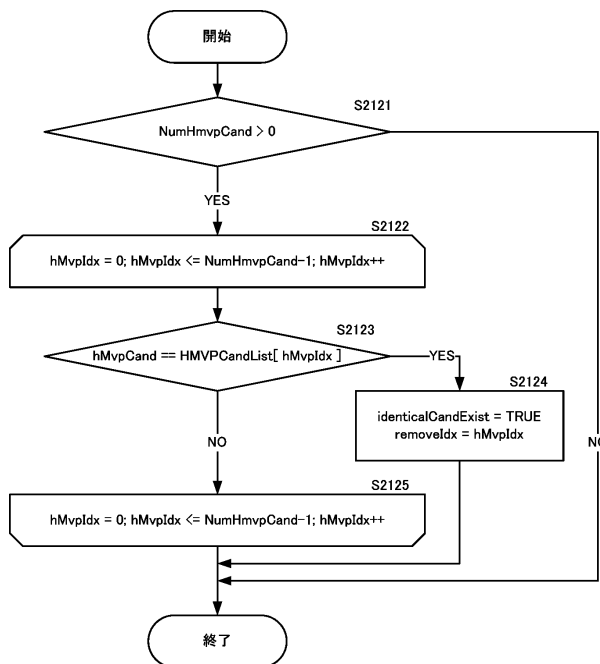 開始
S2121
NumHmvpCand > 0
YES
S2122
hMvpIdx = 0; hMvpIdx <= NumHmvpCand-1; hMvpIdx++
S2123
hMvpCand == HMVPCandList[ hMvpIdx ]
YES
S2124
identicalCandExist = TRUE
removeIdx = hMvpIdx
NO
NO
S2125
hMvpIdx = 0; hMvpIdx <= NumHmvpCand-1; hMvpIdx++
終了